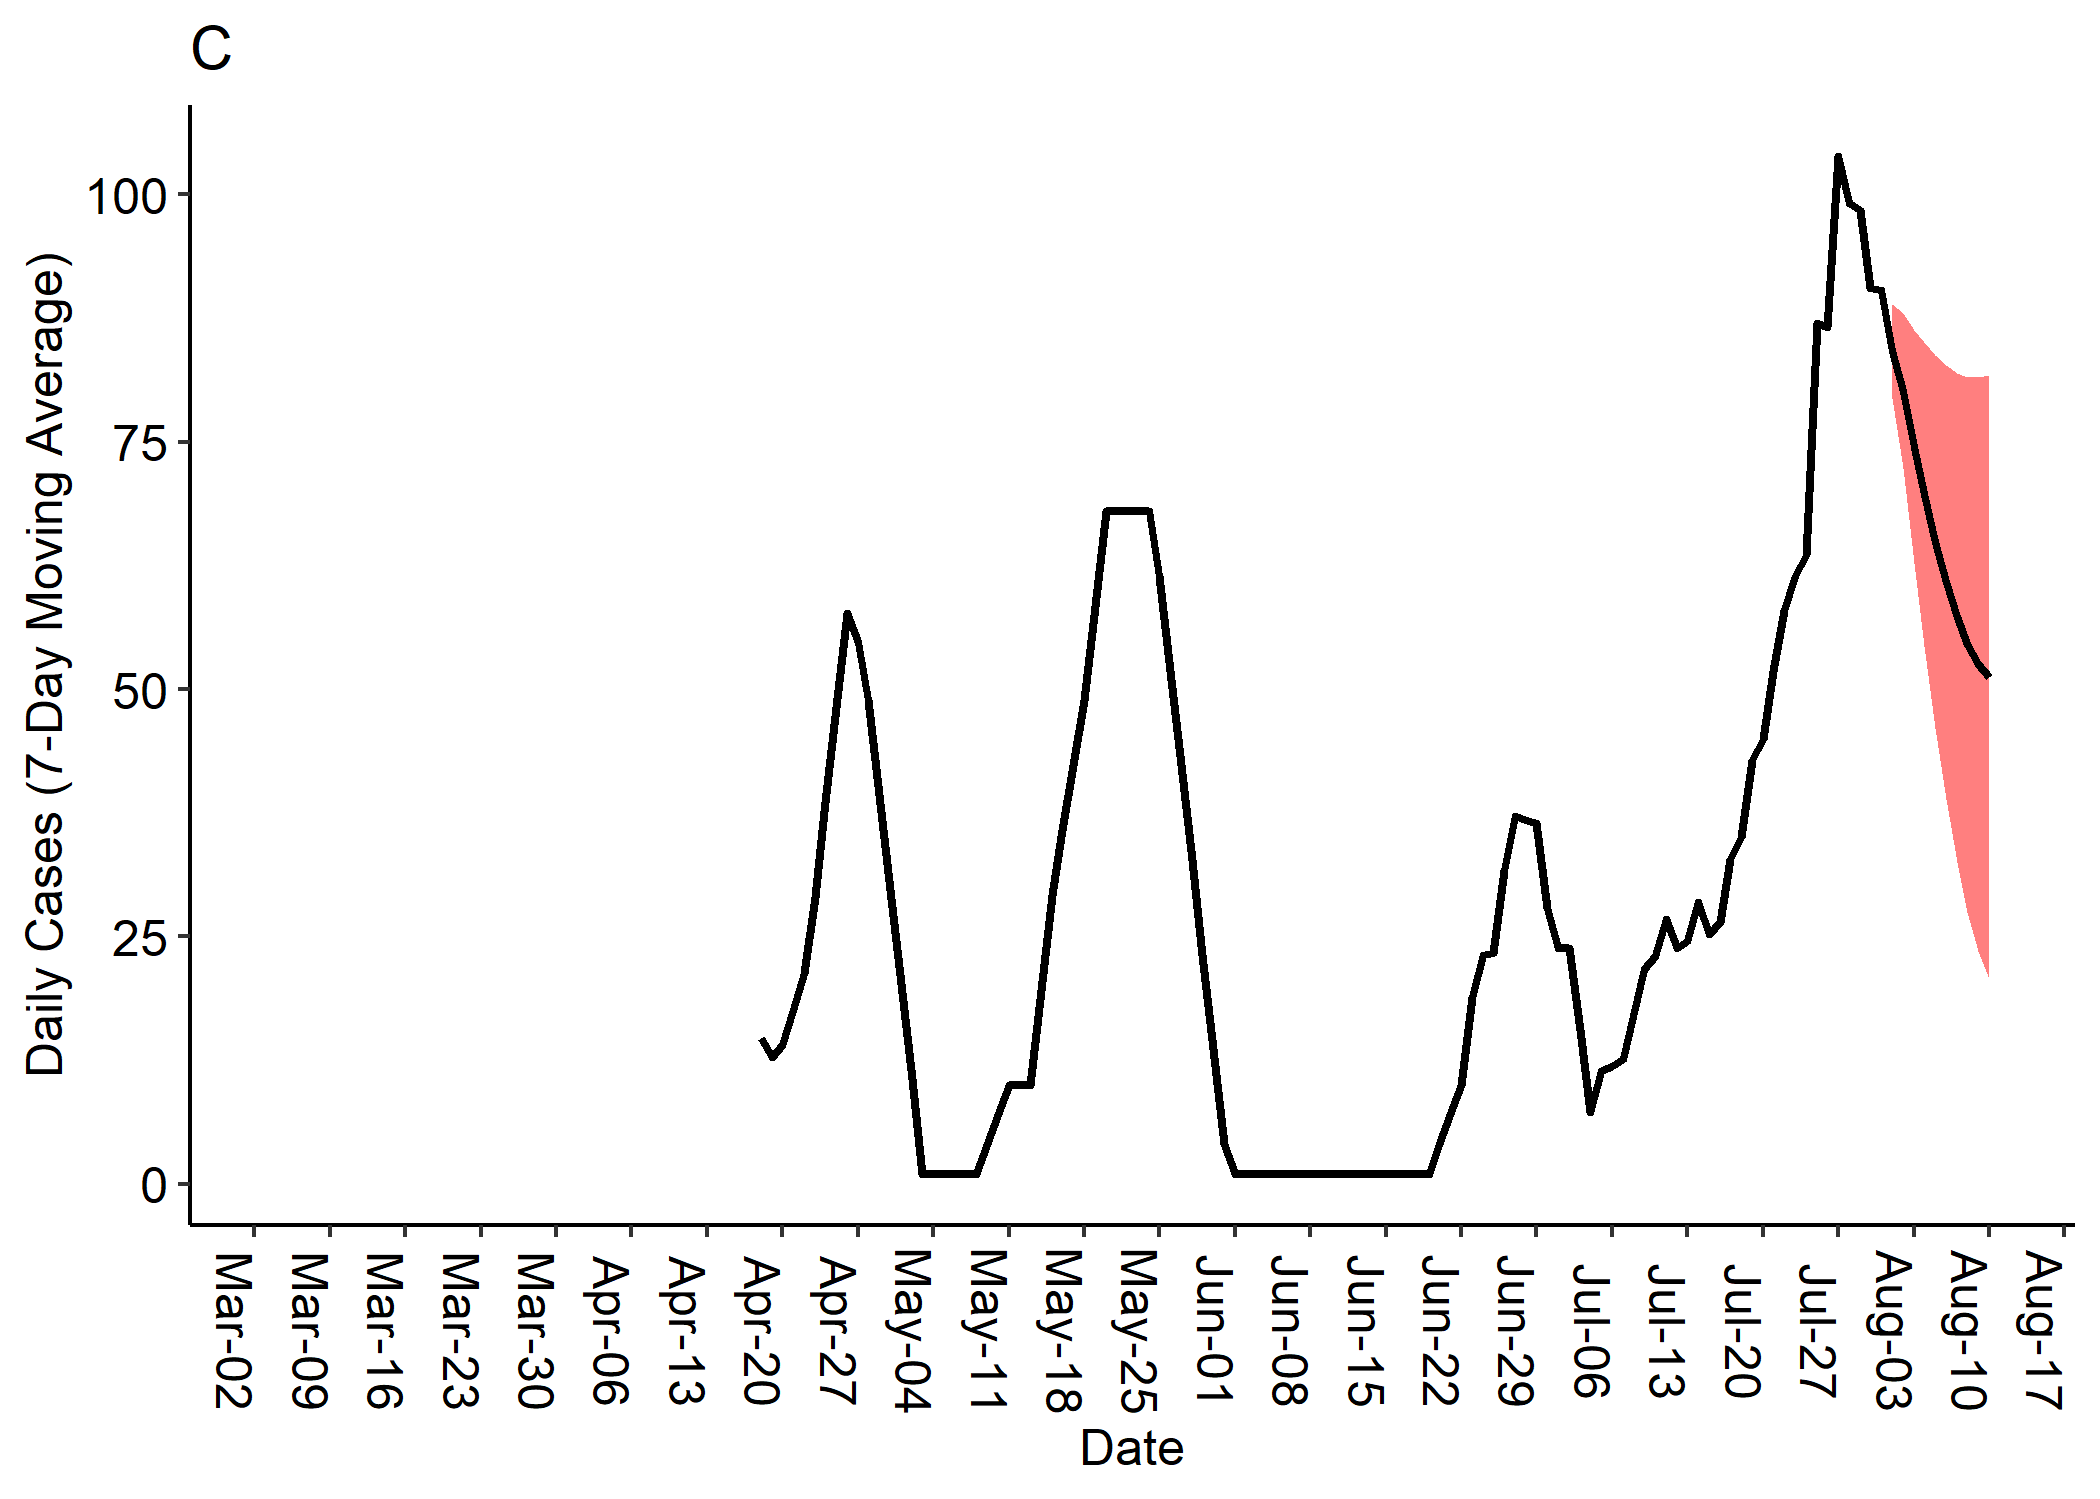 C
Daily Cases (7-Day Moving Average)
100
75
50
25
0
Mar-02
Mar-09
Mar-16
Mar-23
Mar-30
Apr-06
Apr-13
Apr-20
Apr-27
May-04
May-11
May-18
May-25
Jun-01
Jun-08
Jun-15
Jun-22
Jun-29
Jul-06
Jul-13
Jul-20
Jul-27
Aug-03
Aug-10
Aug-17
Date